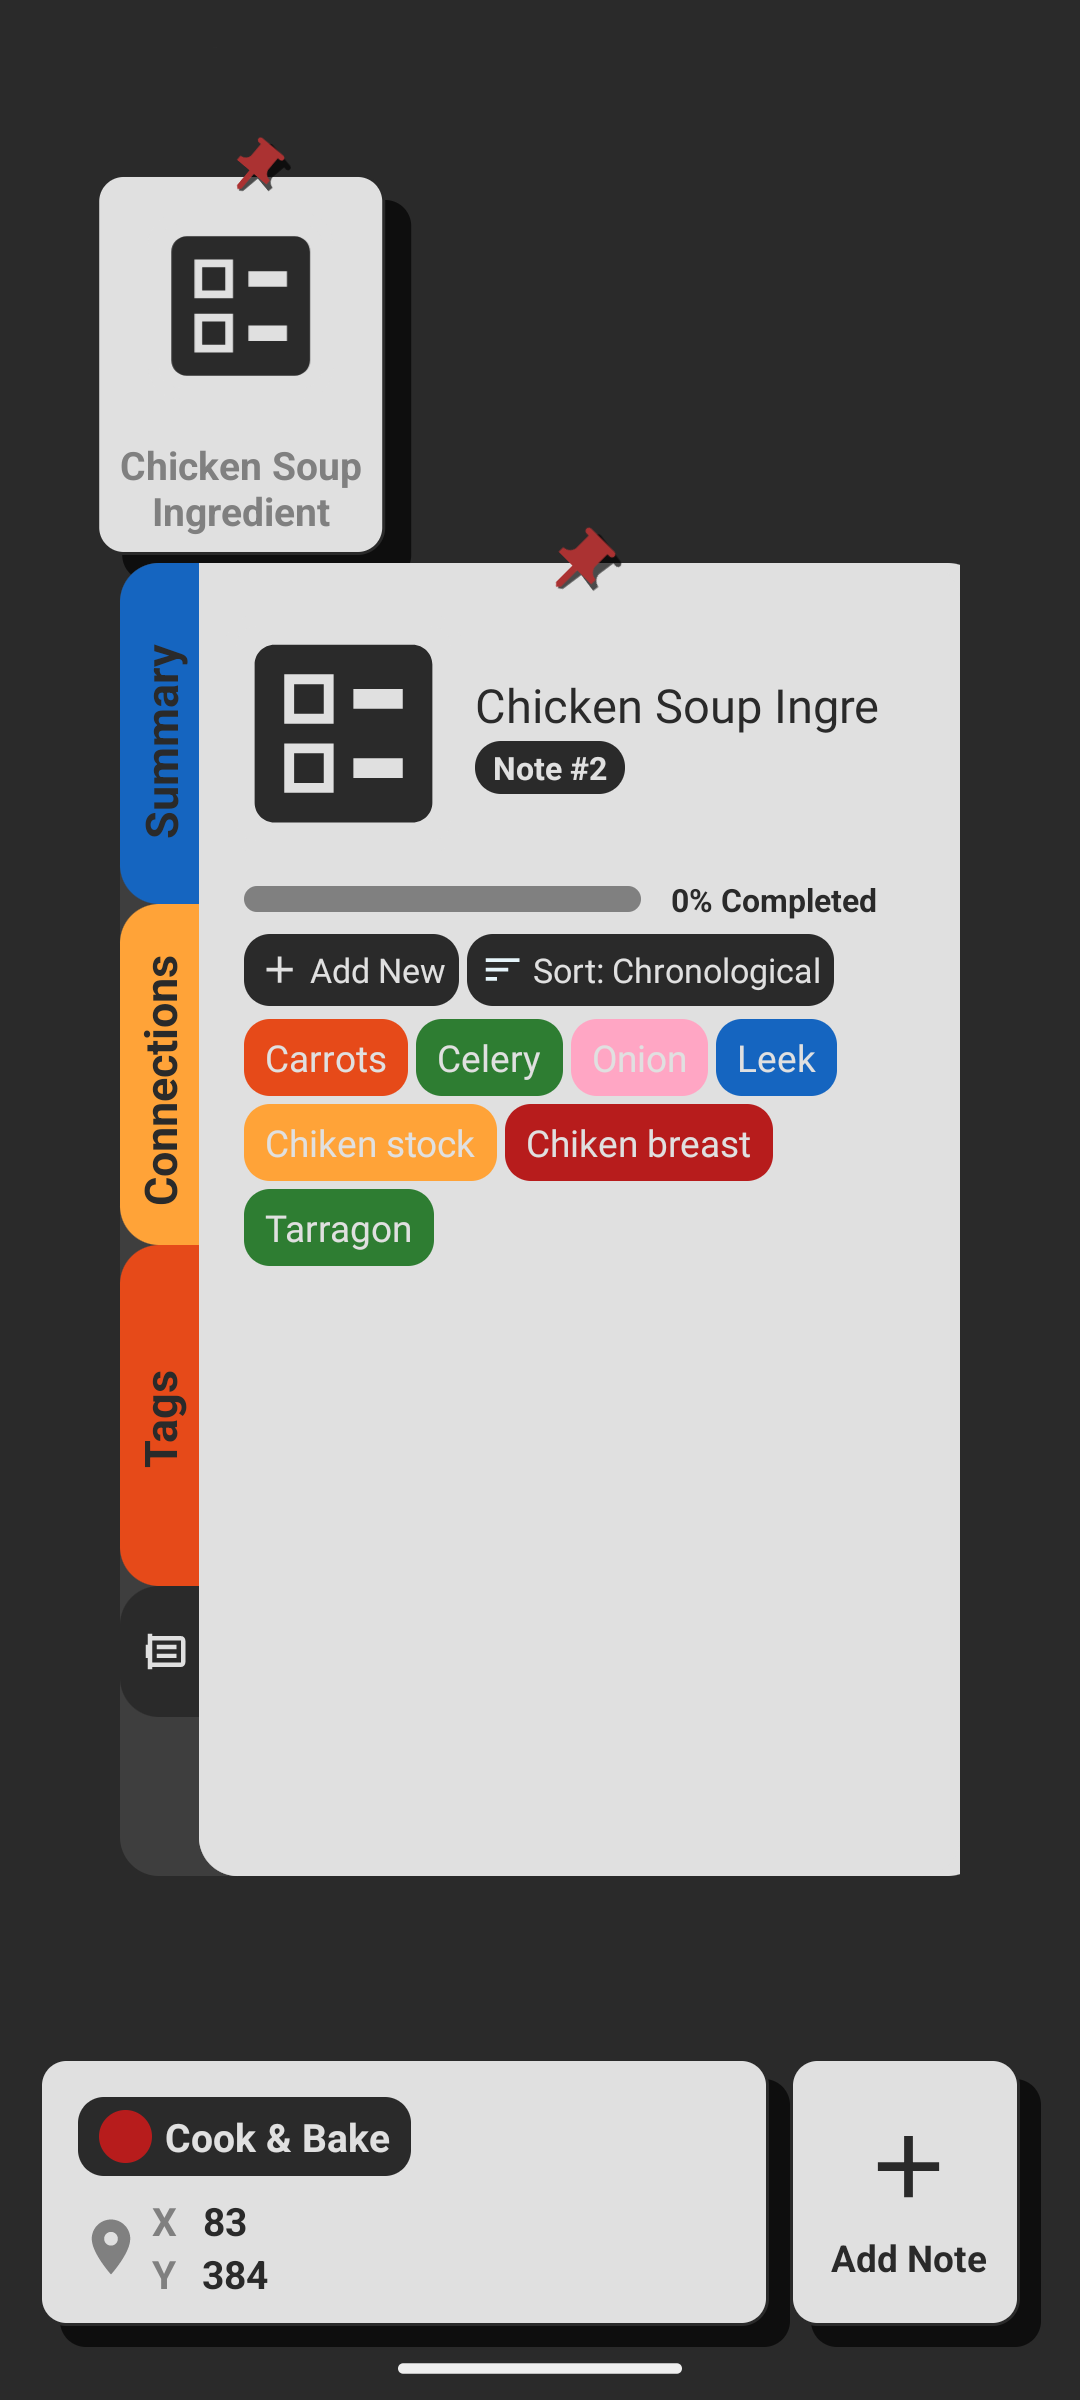 Chicken Soup
Ingredient
Summary
Chicken Soup Ingre
Note #2
0% Completed
Add New
Sort: Chronological
Connections
Carrots
Celery
Onion
Leek
Chiken stock
Chiken breast
Tarragon
Tags
Cook & Bake
X 83
Y 384
Add Note